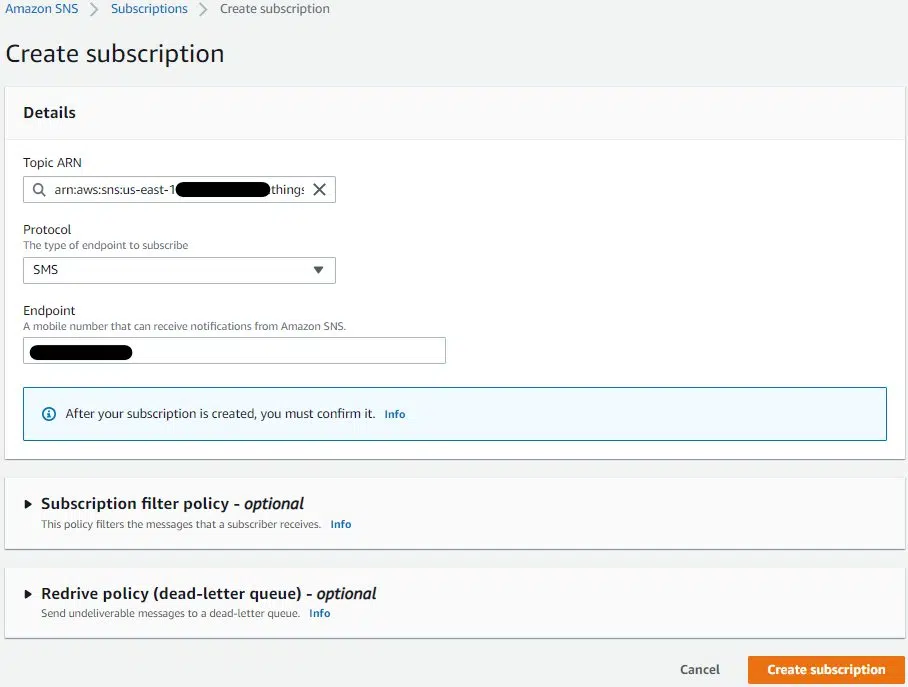 Amazon SNS > Subscriptions > Create subscription
Create subscription
Details
Topic ARN
arn:aws:sns:us-east-1 things
Protocol
The type of endpoint to subscribe
SMS
Endpoint
A mobile number that can receive notifications from Amazon SNS.
After your subscription is created, you must confirm it. Info
Subscription filter policy - optional
This policy filters the messages that a subscriber receives. Info
Redrive policy (dead-letter queue) - optional
Send undeliverable messages to a dead-letter queue. Info
Cancel Create subscription